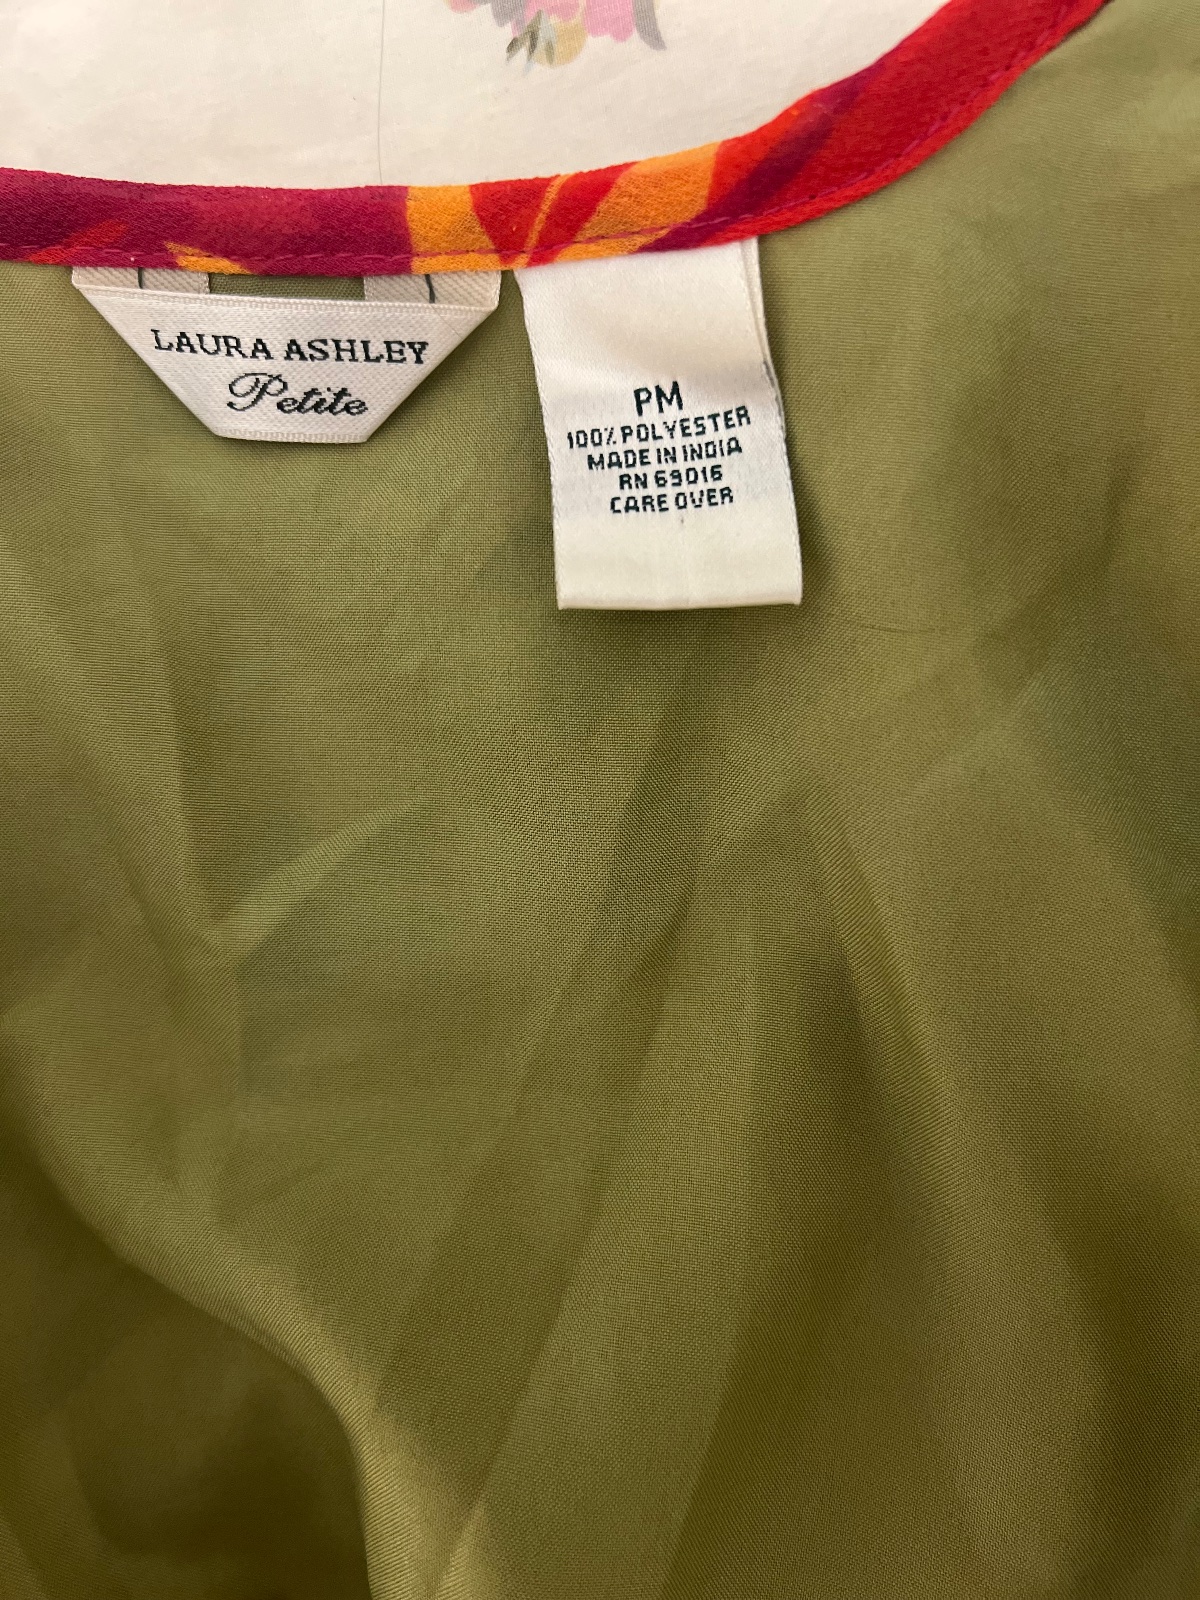 LAURA ASHLEY
Petite
PM
100% POLYESTER
MADE IN INDIA
RN 69016
CARE OVER